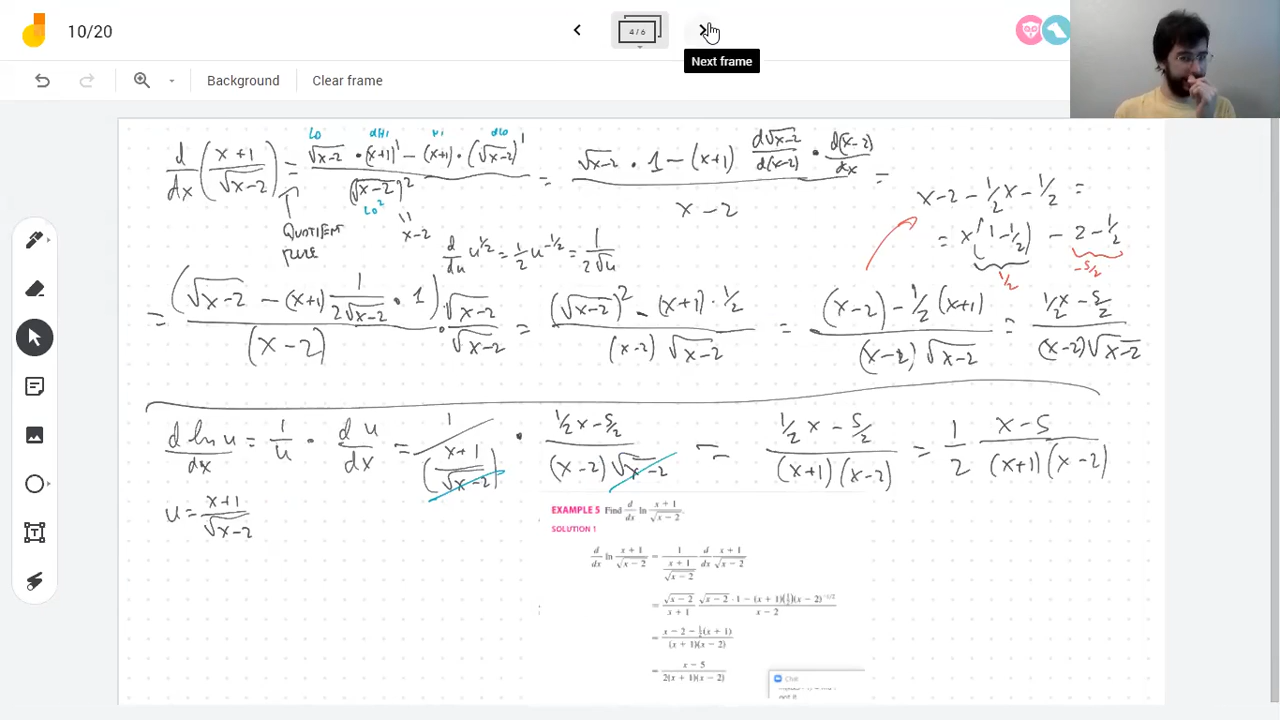 10/20
4/6
Next frame
Background
Clear frame
d/dx (x+1/√x-2) = √x-2 · (x+1)' - (x+1) · (√x-2)' / (√x-2)² = √x-2 · 1 - (x+1) d√x-2/d(x-2) · d(x-2)/dx / x-2 =
Lo dHi Hi dLo
Lo²
" x-2
QUOTIENT
RULE
d/du u^1/2 = 1/2 u^-1/2 = 1/2√u
x-2 - 1/2x - 1/2 =
= x(1-1/2) - 2 - 1/2
1/2 -5/2
= (√x-2 - (x+1) 1/2√x-2 · 1) / (x-2) · √x-2/√x-2 = (√x-2)² - (x+1) · 1/2 / (x-2) √x-2 = (x-2) - 1/2 (x+1) / (x-2) √x-2 = 1/2x - 5/2 / (x-2)√x-2
d ln u/dx = 1/u · du/dx = 1/(x+1/√x-2) · 1/2x - 5/2 / (x-2)√x-2 = 1/2 x - 5/2 / (x+1)(x-2) = 1/2 x-5/(x+1)(x-2)
u = x+1/√x-2
EXAMPLE 5 Find d/dx ln x+1/√x-2.
SOLUTION 1
d/dx ln x+1/√x-2 = 1/(x+1/√x-2) d/dx x+1/√x-2
= √x-2/x+1 √x-2 · 1 - (x+1)(1/2)(x-2)^-1/2 / x-2
= x-2-1/2(x+1) / (x+1)(x-2)
= x-5/2(x+1)(x-2)
Chat